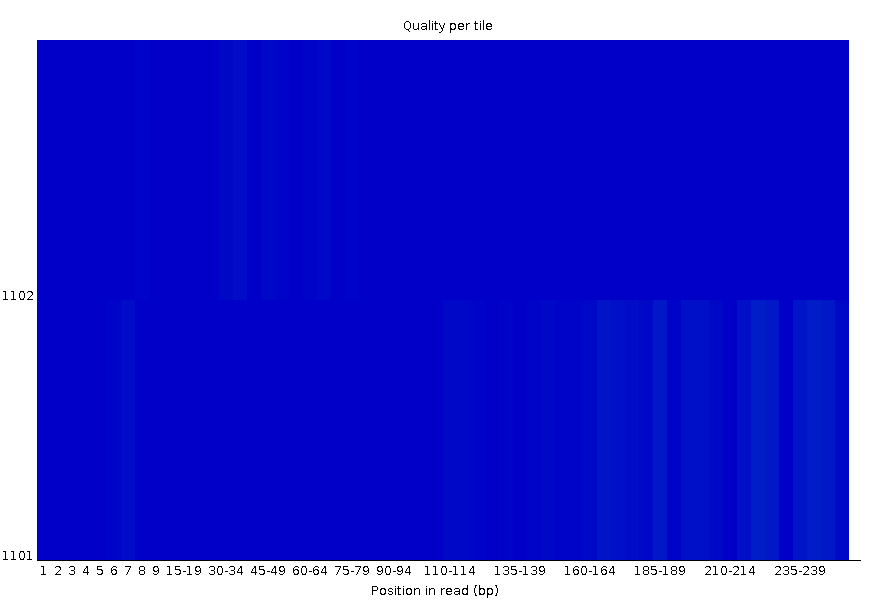 Quality per tile
1102
1101
1 2 3 4 5 6 7 8 9 15-19 30-34 45-49 60-64 75-79 90-94 110-114 135-139 160-164 185-189 210-214 235-239
Position in read (bp)